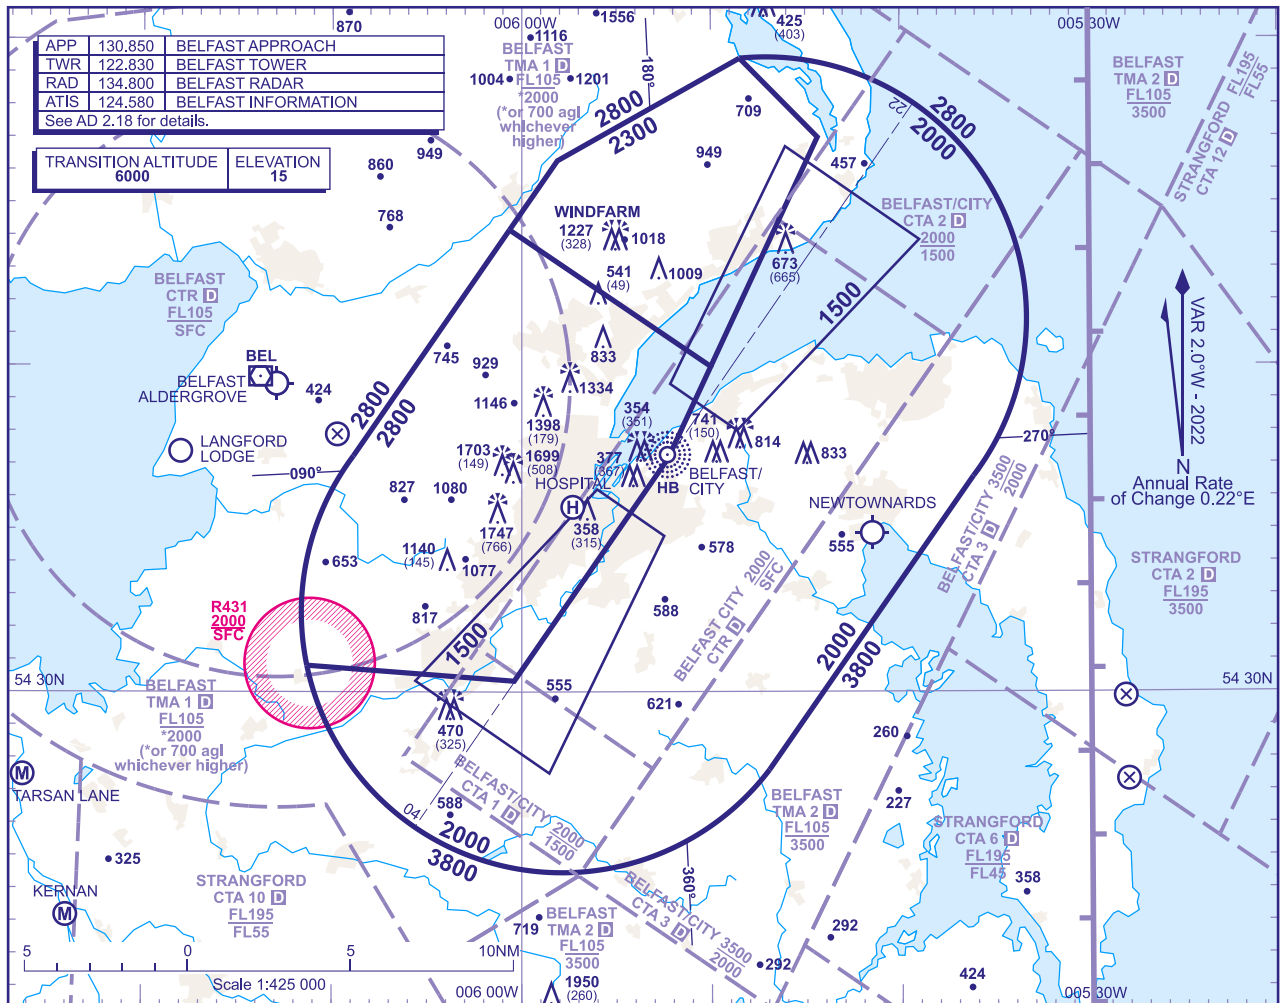 APP 130.850 BELFAST APPROACH
TWR 122.830 BELFAST TOWER
RAD 134.800 BELFAST RADAR
ATIS 124.580 BELFAST INFORMATION
See AD 2.18 for details.
TRANSITION ALTITUDE
6000
ELEVATION
15
870
006 00W
1556
1116
BELFAST
TMA 1 D
FL105
*2000
(*or 700 agl
whichever
higher)
1004
1201
180°
425
(403)
005 30W
BELFAST
TMA 2 D
FL105
3500
FL195
FL55
STRANGFORD
CTA 12 D
2800
2300
709
22
2800
2000
949
860
768
949
457
WINDFARM
1227
(328)
1018
541
(49)
1009
673
(665)
BELFAST/CITY
CTA 2 D
2000
1500
1500
BELFAST
CTR D
FL105
SFC
BEL
BELFAST
ALDERGROVE
424
LANGFORD
LODGE
745
929
833
1334
1146
2800
2800
1398
(179)
354
(351)
741
(150)
814
833
1703
(149)
1699
(508)
377
(367)
HOSPITAL
H
HB
BELFAST/
CITY
090°
270°
827
1080
1747
(766)
358
(315)
1140
(145)
1077
653
578
NEWTOWNARDS
555
588
817
VAR 2.0°W - 2022
N
Annual Rate
of Change 0.22°E
BELFAST/CITY
CTA 3 D
3500
2000
STRANGFORD
CTA 2 D
FL195
3500
BELFAST CITY
CTR D
2000
SFC
R431
2000
SFC
1500
2000
3800
54 30N
54 30N
BELFAST
TMA 1 D
FL105
*2000
(*or 700 agl
whichever higher)
555
621
470
(325)
260
M
TARSAN LANE
BELFAST/CITY
CTA 1 D
2000
1500
04
588
2000
3800
BELFAST
TMA 2 D
FL105
3500
227
STRANGFORD
CTA 6 D
FL195
FL45
358
325
KERNAN
M
STRANGFORD
CTA 10 D
FL195
FL55
360°
BELFAST/CITY
CTA 3 D
3500
2000
719
BELFAST
TMA 2 D
FL105
3500
292
292
424
5 0 5 10NM
Scale 1:425 000
006 00W
1950
(260)
005 30W